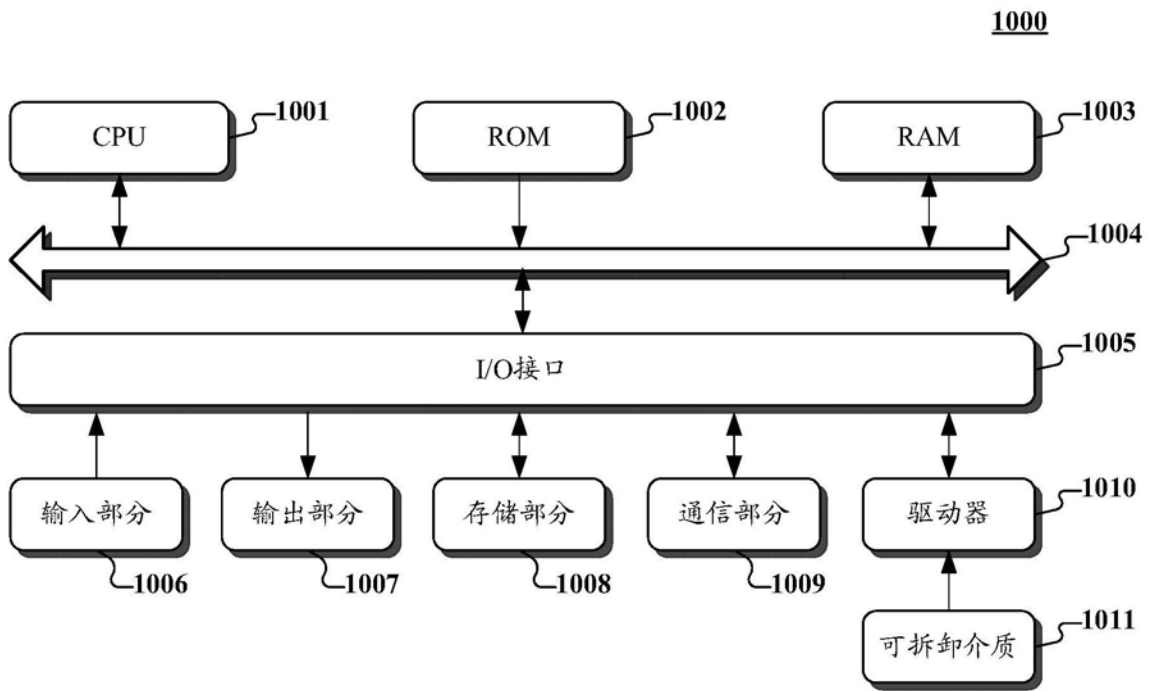 1000
CPU
1001
ROM
1002
RAM
1003
1004
I/O接口
1005
输入部分
1006
输出部分
1007
存储部分
1008
通信部分
1009
驱动器
1010
可拆卸介质
1011